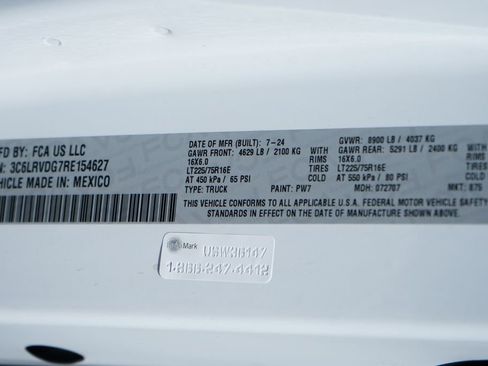 MFD BY: FCA US LLC
N: 3C6LRVDG7RE154627
VEHICLE MADE IN: MEXICO
DATE OF MFR (BUILT): 7-24
GVWR: 8900 LB / 4037 KG
GAWR FRONT: 4629 LB / 2100 KG WITH
GAWR REAR: 5291 LB / 2400 KG WITH
16X6.0 RIMS
16X6.0 RIMS
LT225/75R16E TIRES
LT225/75R16E TIRES
AT 450 kPa / 65 PSI COLD
AT 550 kPa / 80 PSI COLD
TYPE: TRUCK PAINT: PW7 MDH: 072707 MKT: 875
THIS VEHICLE CONFORMS TO ALL APPLICABLE U.S.A. FEDERAL MOTOR VEHICLE SAFETY
STANDARDS IN EFFECT ON THE DATE OF MANUFACTURE SHOWN ABOVE.
Mark USW36147
1-866-247-4412